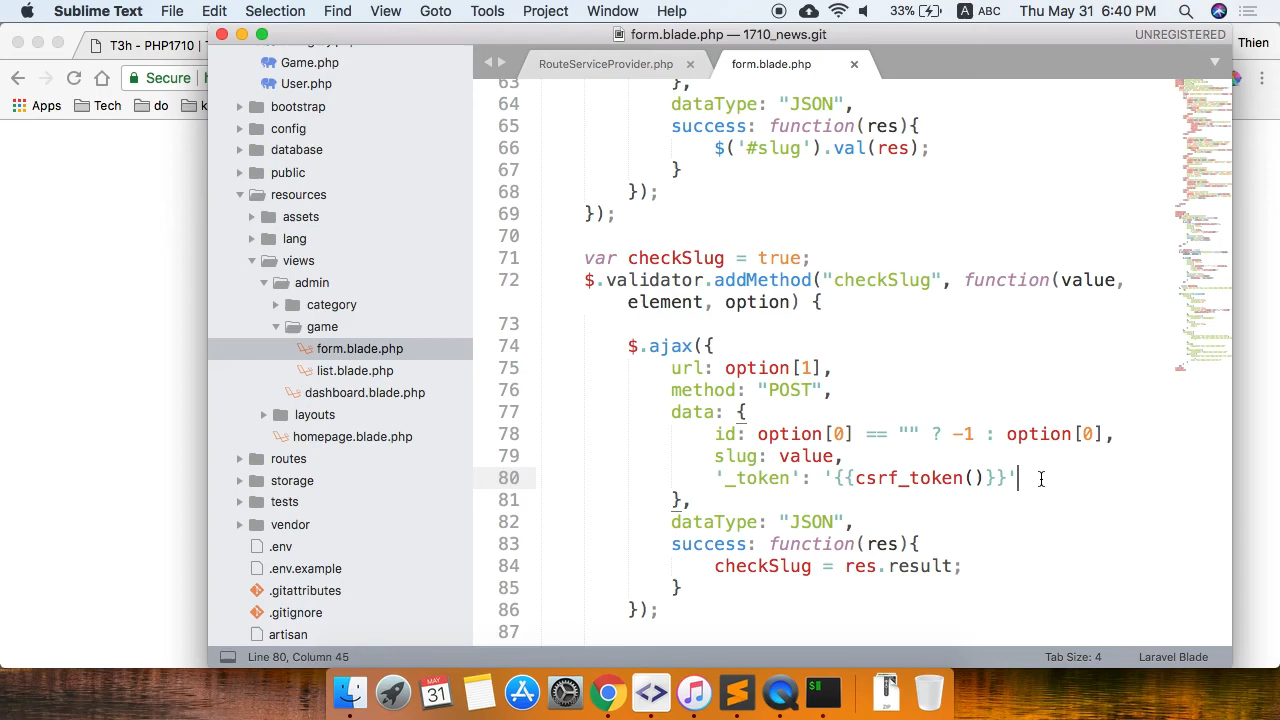 Sublime Text File Edit Selection Find View Goto Tools Project Window Help 33% A ABC Thu May 31 6:40 PM
T3h - PHP1710
form.blade.php — 1710_news.git UNREGISTERED
Thien
Secure
Apps Tech do
RouteServiceProvider.php form.blade.php
Game.php
User.php
bootstrap
config
database
public
resources
assets
lang
views
admin
category
game
form.blade.php
list.blade.php
dashboard.blade.php
layouts
homepage.blade.php
routes
storage
tests
vendor
.env
.env.example
.gitattributes
.gitignore
artisan
63 },
64 dataType: "JSON",
65 success: function(res){
66 $('#slug').val(res);
67 }
68 });
69 });
70
71 var checkSlug = true;
72 $.validator.addMethod("checkSlug", function(value,
element, option) {
73
74 $.ajax({
75 url: option[1],
76 method: "POST",
77 data: {
78 id: option[0] == "" ? -1 : option[0],
79 slug: value,
80 '_token': '{{csrf_token()}}'
81 },
82 dataType: "JSON",
83 success: function(res){
84 checkSlug = res.result;
85 }
86 });
87
Line 80, Column 45 Tab Size: 4 Laravel Blade
MAY
31
ZIP